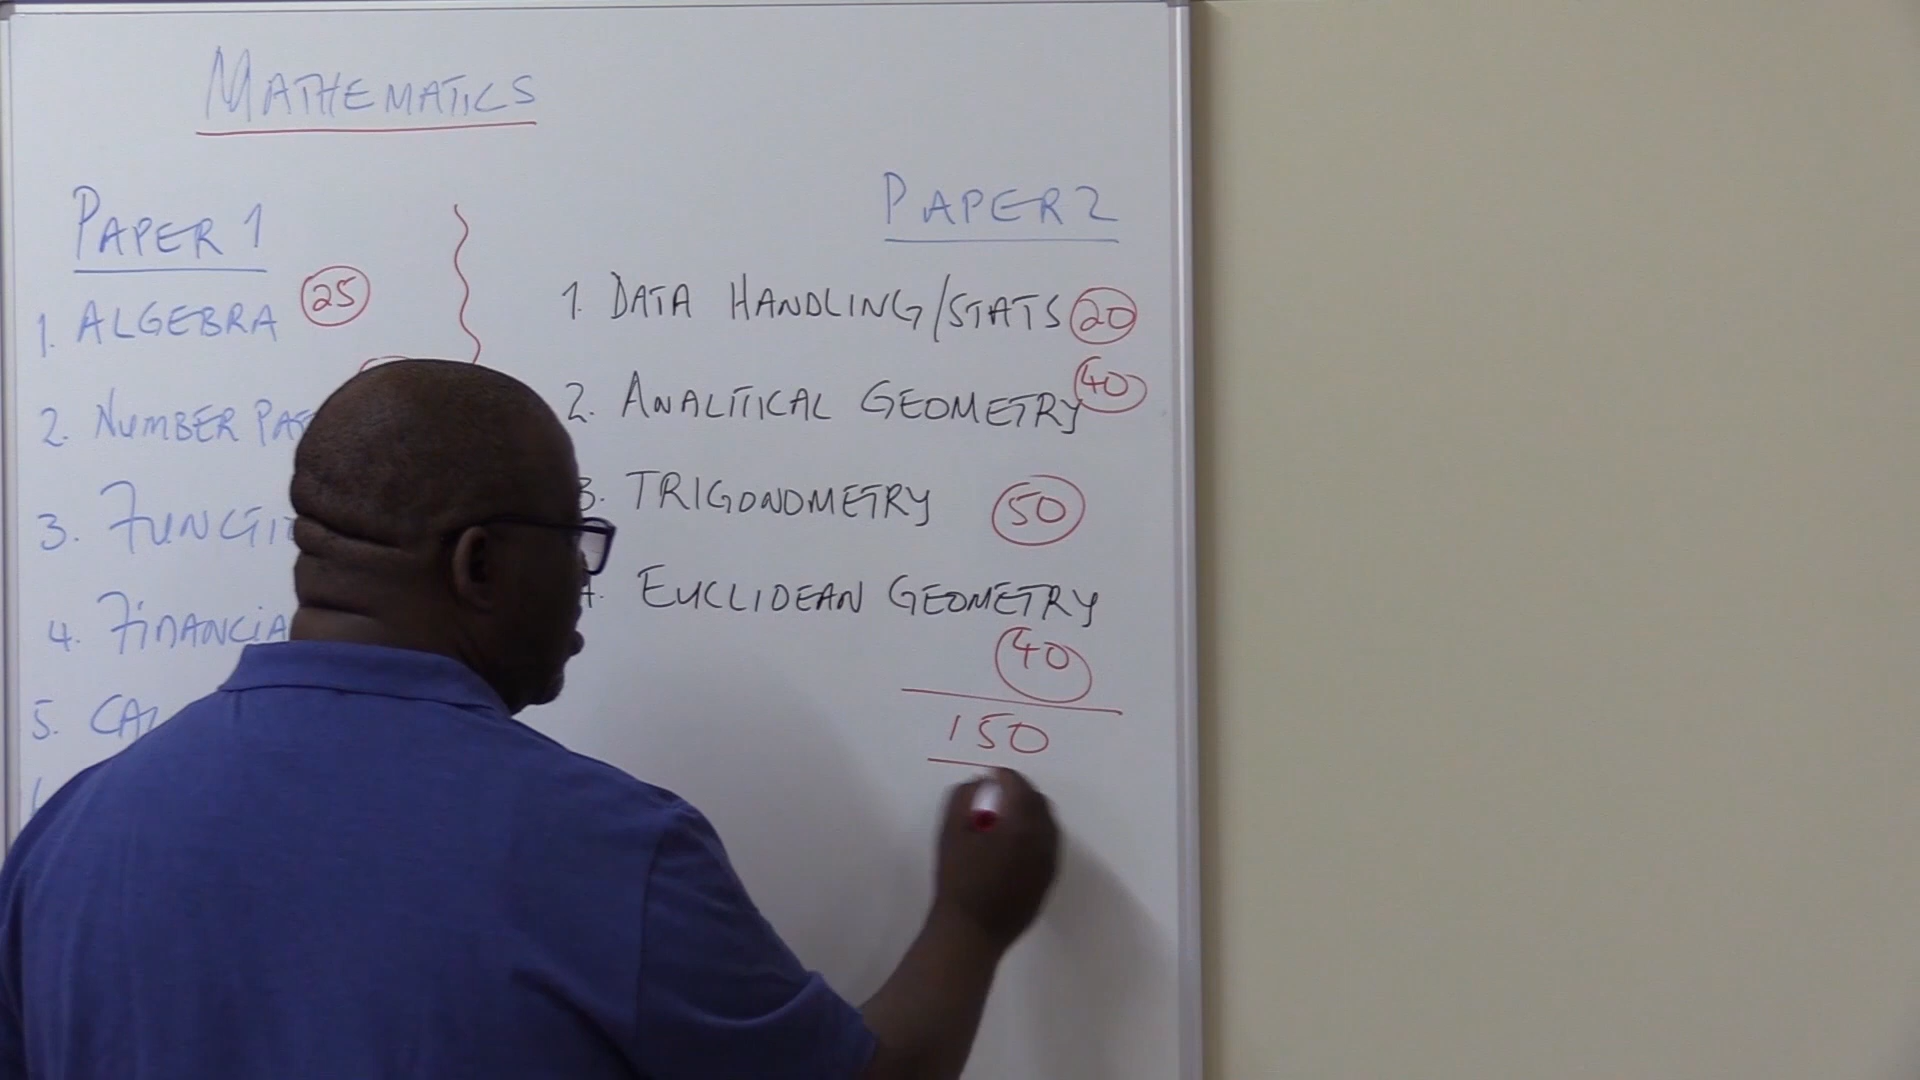 MATHEMATICS
PAPER 1
1. ALGEBRA 25
2. NUMBER
3.
4.
5.
PAPER 2
1. DATA HANDLING/STATS 20
2. ANALITICAL GEOMETRY 40
3. TRIGONOMETRY 50
4. EUCLIDEAN GEOMETRY
40
150